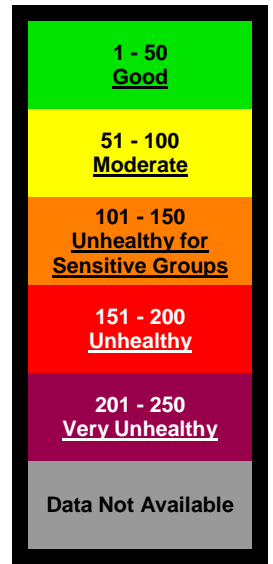 1 - 50
Good
51 - 100
Moderate
101 - 150
Unhealthy for
Sensitive Groups
151 - 200
Unhealthy
201 - 250
Very Unhealthy
Data Not Available